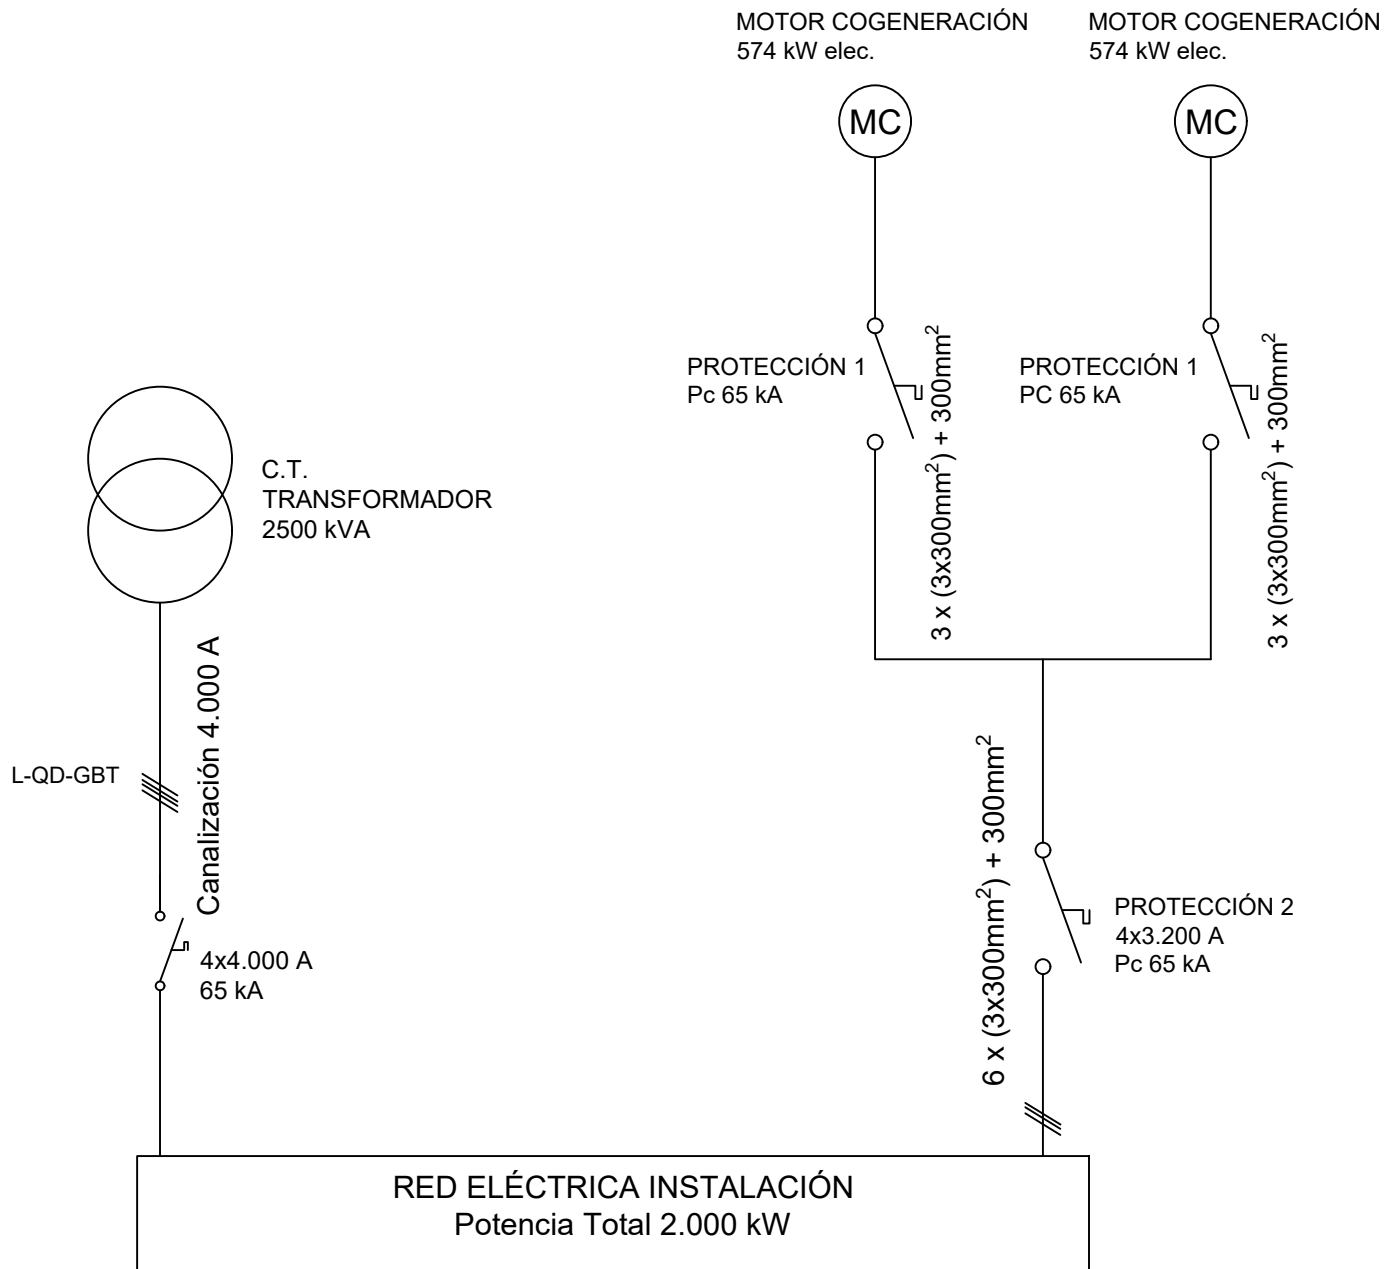 MOTOR COGENERACIÓN
574 kW elec.
MOTOR COGENERACIÓN
574 kW elec.
MC
MC
PROTECCIÓN 1
Pc 65 kA
3 x (3x300mm²) + 300mm²
PROTECCIÓN 1
PC 65 kA
3 x (3x300mm²) + 300mm²
C.T.
TRANSFORMADOR
2500 kVA
L-QD-GBT
Canalización 4.000 A
4x4.000 A
65 kA
6 x (3x300mm²) + 300mm²
PROTECCIÓN 2
4x3.200 A
Pc 65 kA
RED ELÉCTRICA INSTALACIÓN
Potencia Total 2.000 kW